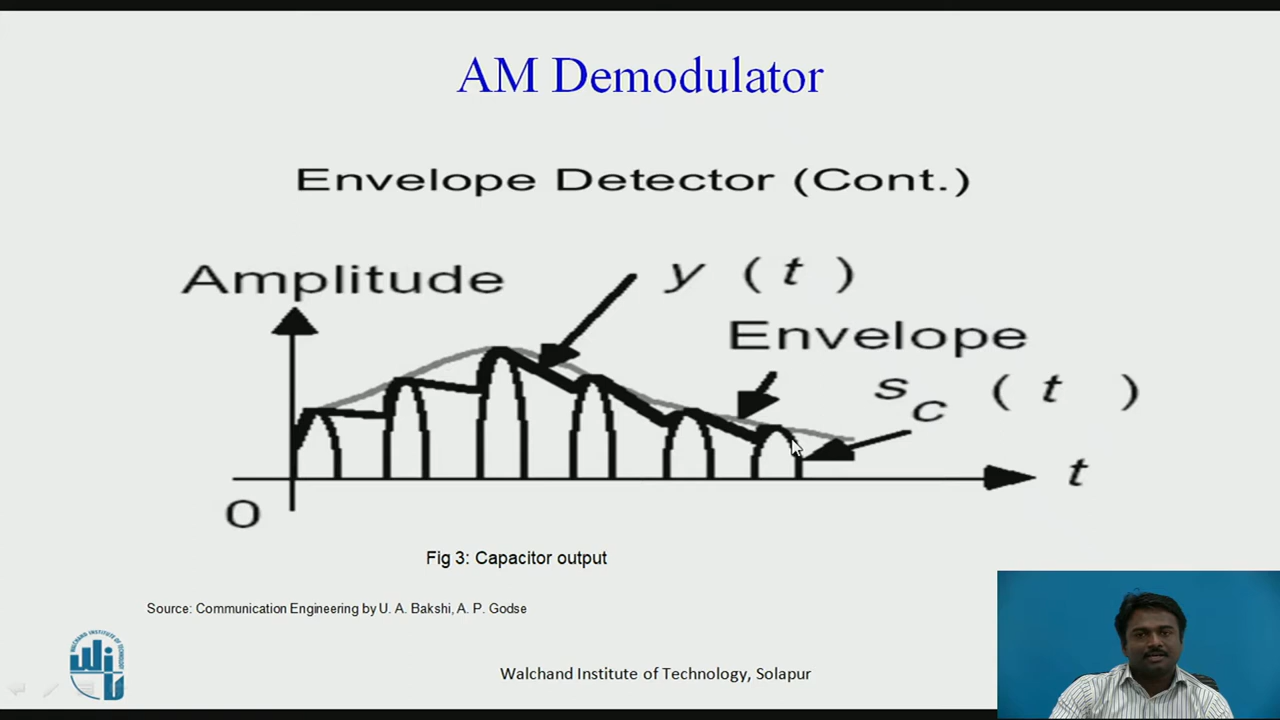 AM Demodulator
Envelope Detector (Cont.)
Amplitude
y ( t )
Envelope
s C ( t )
t
0
Fig 3: Capacitor output
Source: Communication Engineering by U. A. Bakshi, A. P. Godse
Walchand Institute of Technology, Solapur